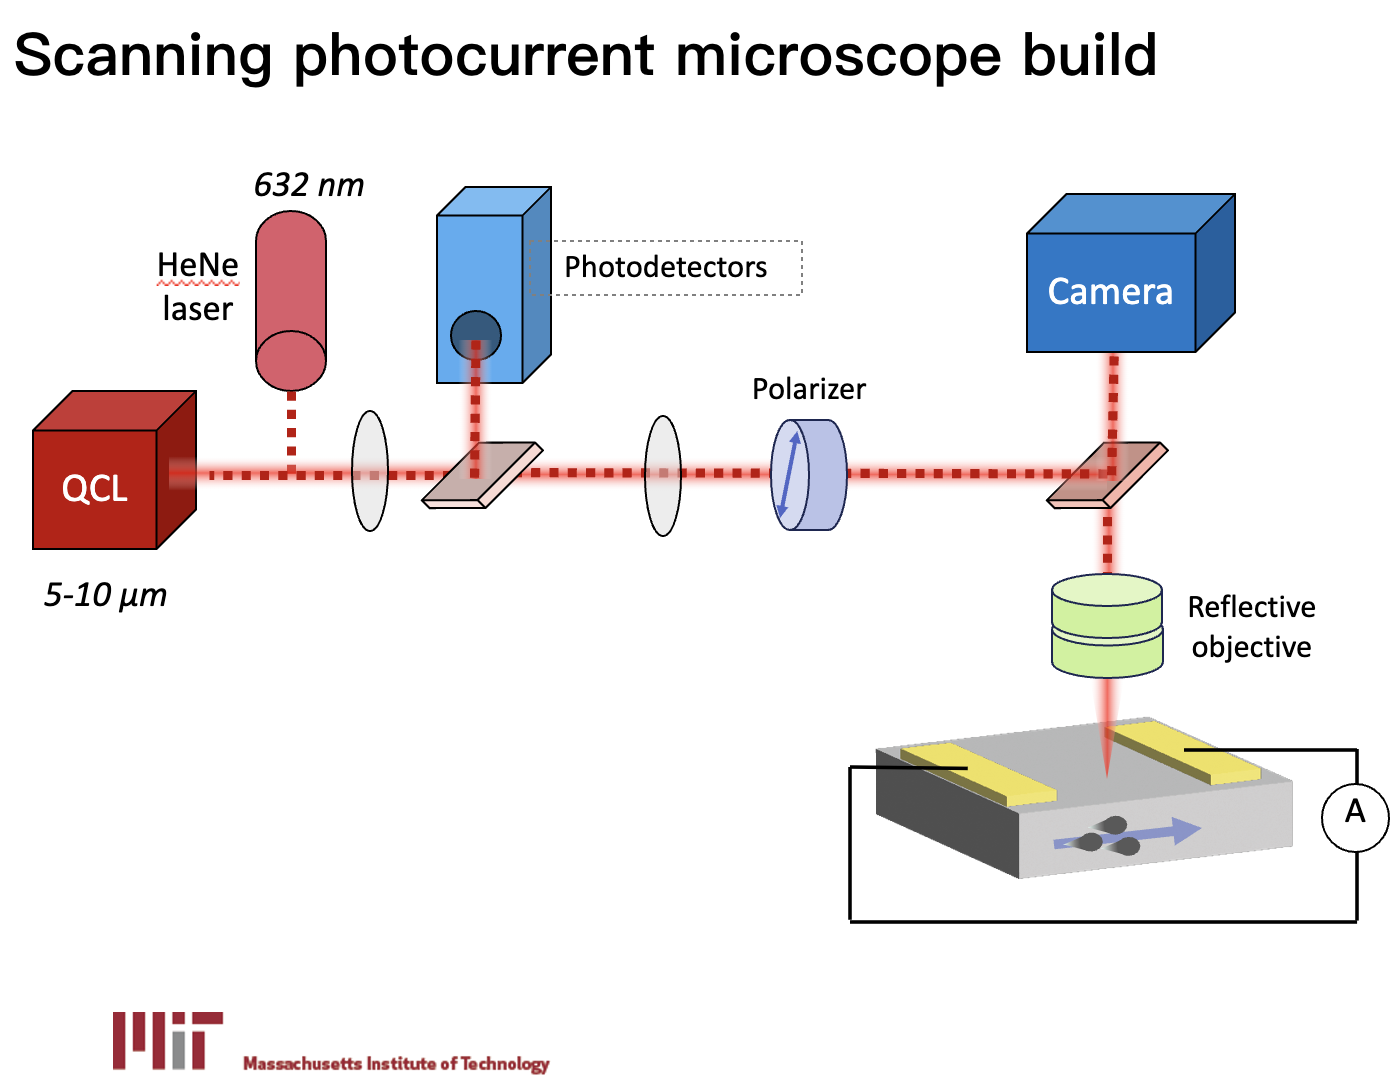 Scanning photocurrent microscope build
632 nm
HeNe
laser
Photodetectors
Camera
Polarizer
QCL
5-10 μm
Reflective
objective
A
MIT
Massachusetts Institute of Technology